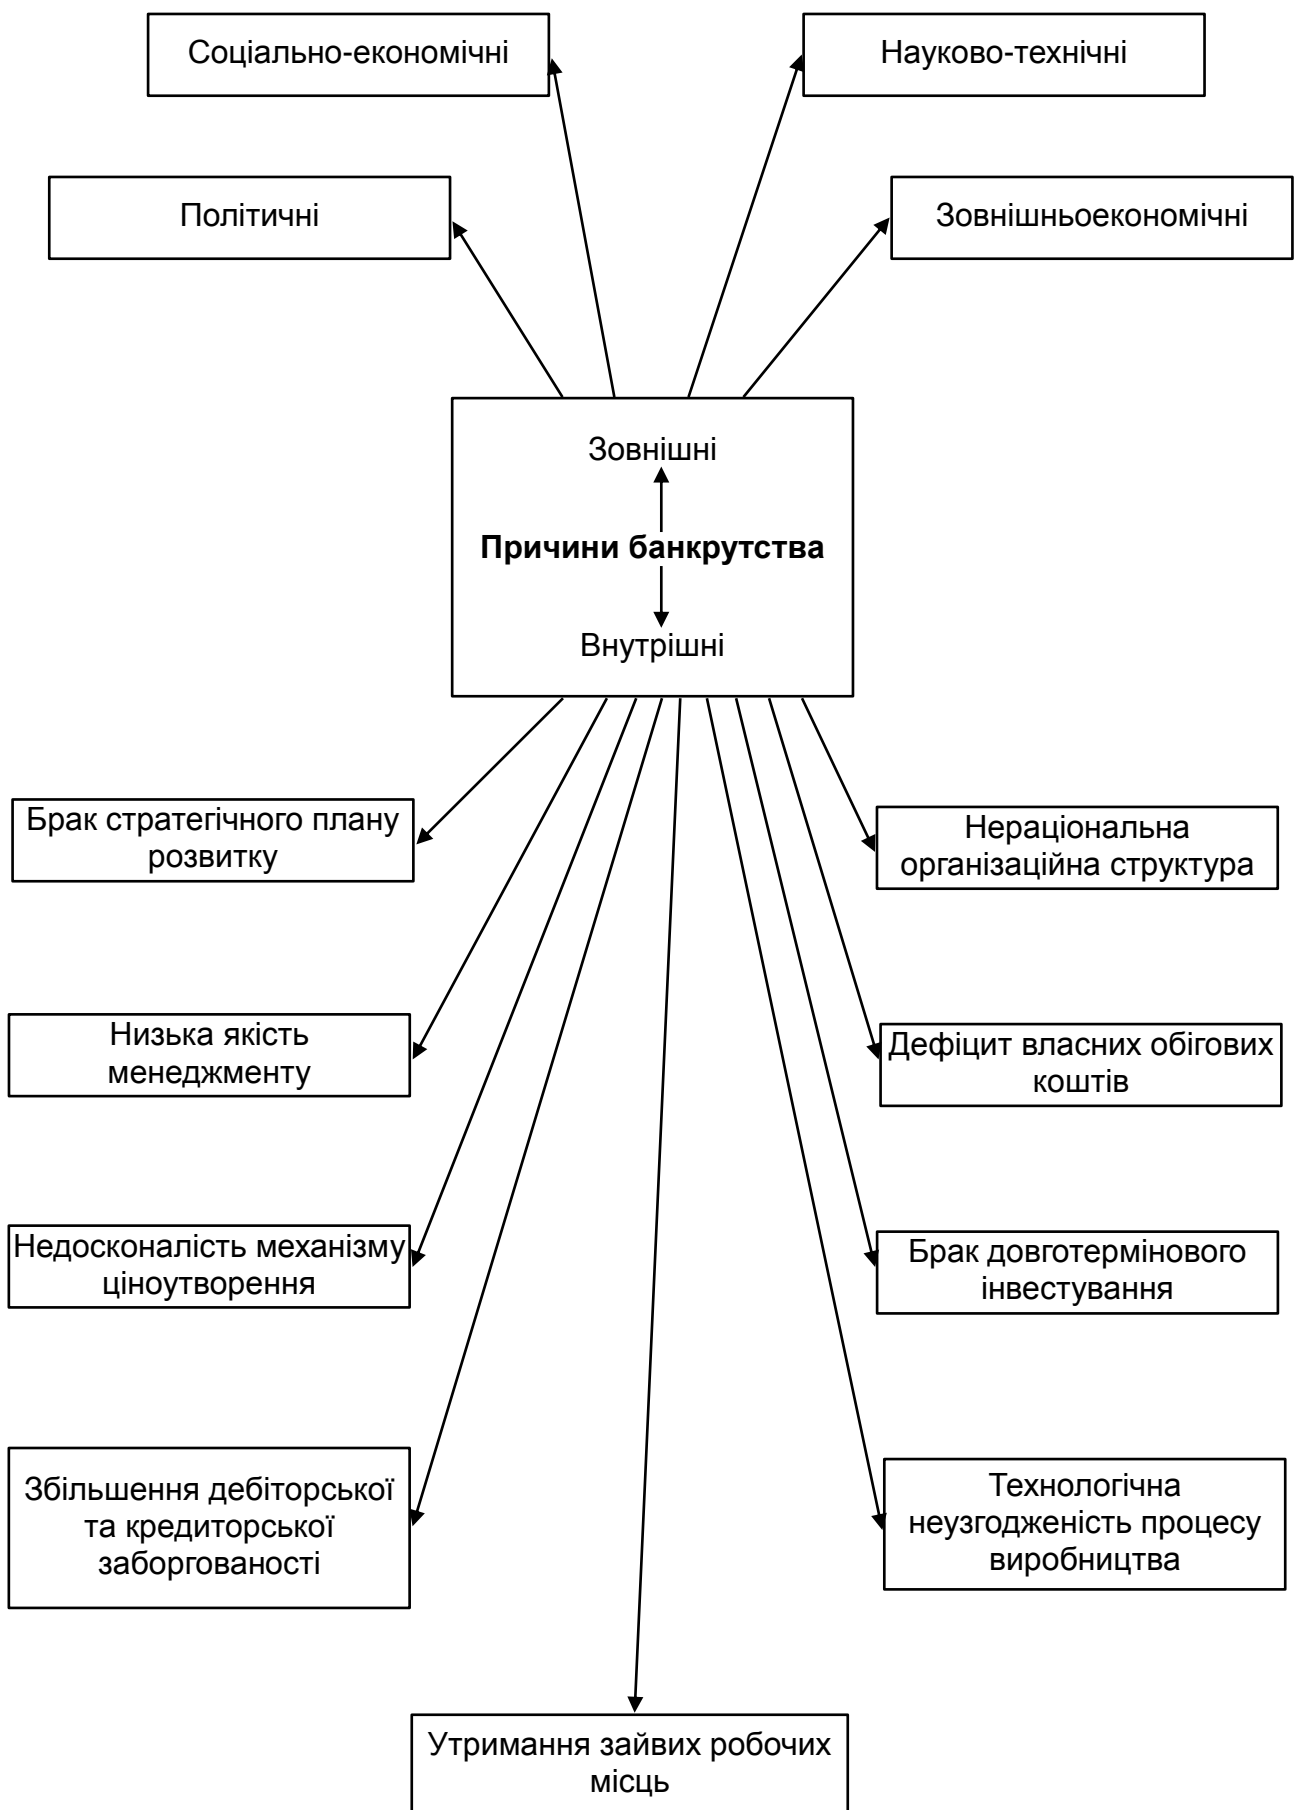 Соціально-економічні
Науково-технічні
Політичні
Зовнішньоекономічні
Зовнішні
Причини банкрутства
Внутрішні
Брак стратегічного плану
розвитку
Нераціональна
організаційна структура
Низька якість
менеджменту
Дефіцит власних обігових
коштів
Недосконалість механізму
ціноутворення
Брак довготермінового
інвестування
Збільшення дебіторської
та кредиторської
заборгованості
Технологічна
неузгодженість процесу
виробництва
Утримання зайвих робочих
місць